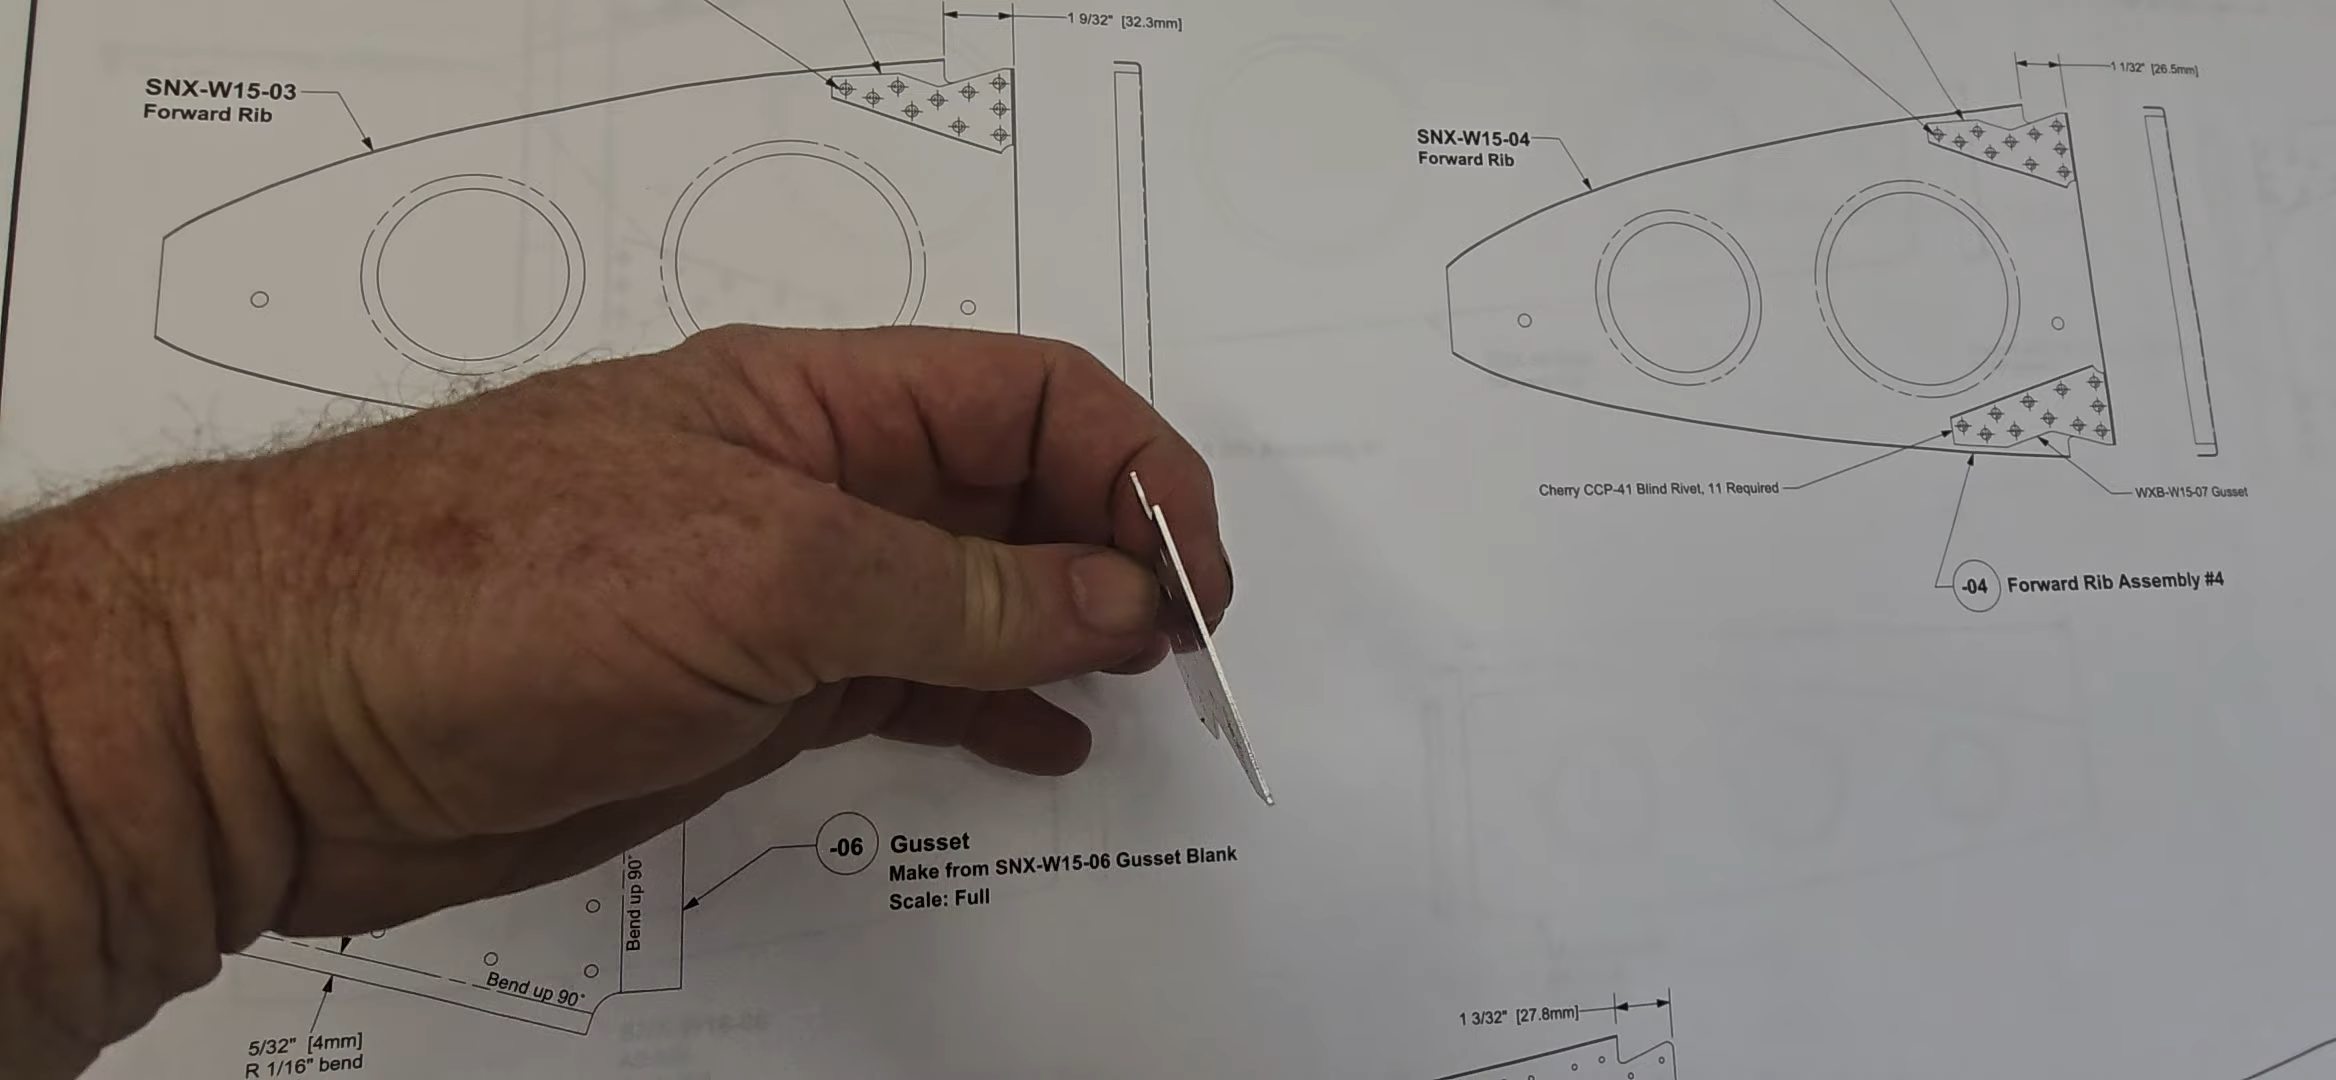 1 9/32" [32.3mm]
SNX-W15-03
Forward Rib
1 1/32" [26.5mm]
SNX-W15-04
Forward Rib
Cherry CCP-41 Blind Rivet, 11 Required
WXB-W15-07 Gusset
-04 Forward Rib Assembly #4
-06 Gusset
Make from SNX-W15-06 Gusset Blank
Scale: Full
Bend up 90°
Bend up 90°
5/32" [4mm]
R 1/16" bend
1 3/32" [27.8mm]